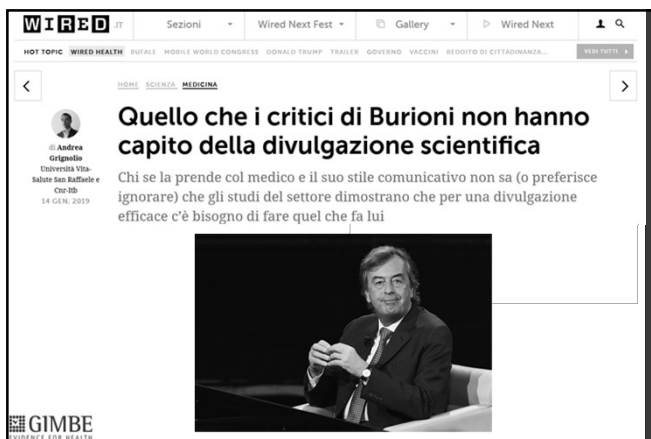 WIRED.IT
Sezioni
Wired Next Fest
Gallery
Wired Next
HOT TOPIC WIRED HEALTH BUFALE MOBILE WORLD CONGRESS DONALD TRUMP TRAILER GOVERNO VACCINI REDDITO DI CITTADINANZA...
VEDI TUTTI
HOME SCIENZA MEDICINA
Quello che i critici di Burioni non hanno
capito della divulgazione scientifica
di Andrea
Grignolio
Università Vita-
Salute San Raffaele e
Cnr-Itb
14 GEN, 2019
Chi se la prende col medico e il suo stile comunicativo non sa (o preferisce
ignorare) che gli studi del settore dimostrano che per una divulgazione
efficace c'è bisogno di fare quel che fa lui
GIMBE
EVIDENCE FOR HEALTH